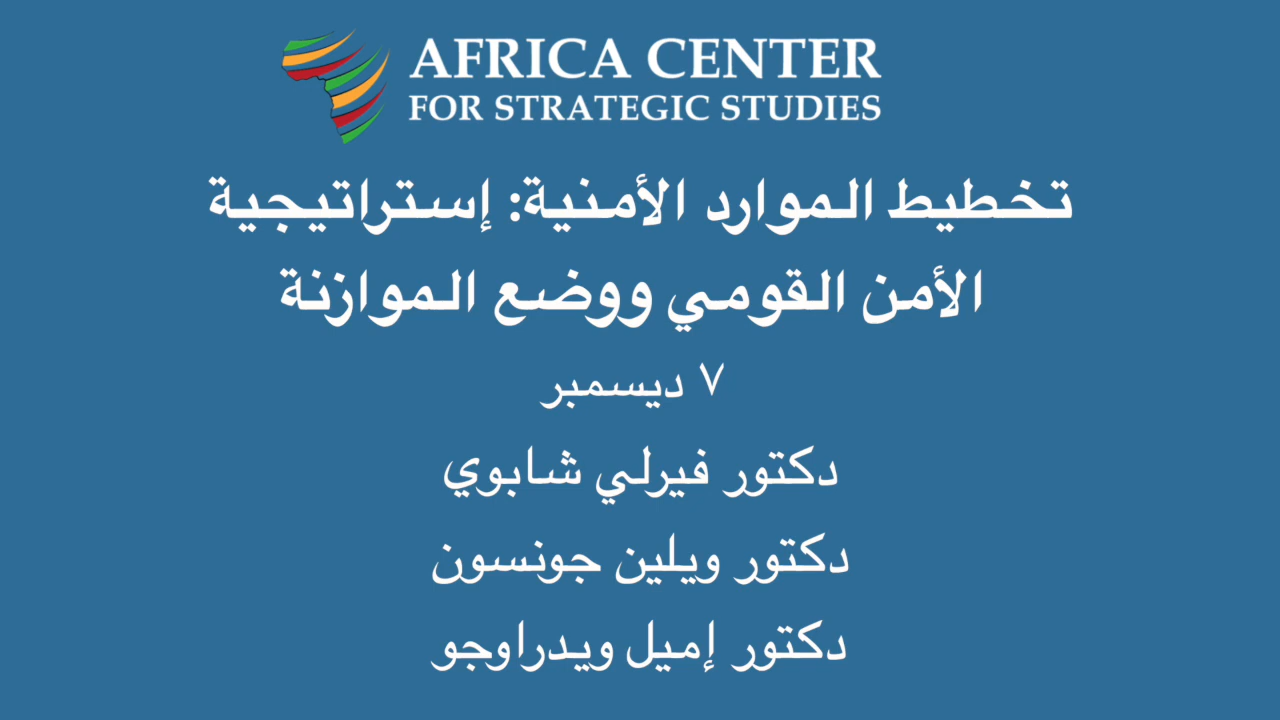 AFRICA CENTER
FOR STRATEGIC STUDIES
تخطيط الموارد الأمنية: إستراتيجية
الأمن القومي ووضع الموازنة
٧ ديسمبر
دكتور فيرلي شابوي
دكتور ويلين جونسون
دكتور إميل ويدراوجو